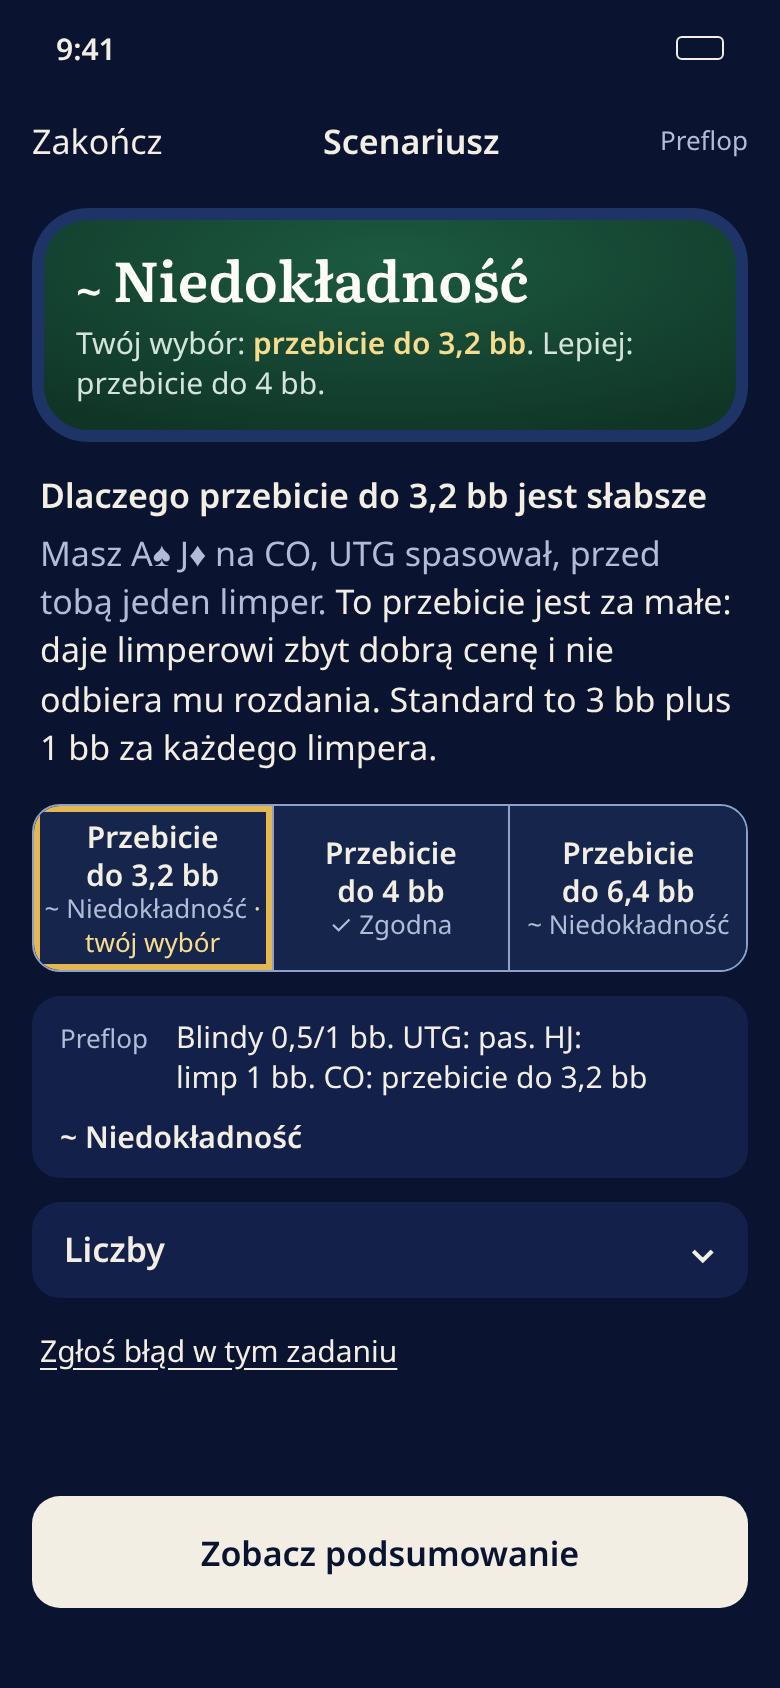 9:41
Zakończ
Scenariusz
Preflop
~ Niedokładność
Twój wybór: przebicie do 3,2 bb. Lepiej:
przebicie do 4 bb.
Dlaczego przebicie do 3,2 bb jest słabsze
Masz A♠ J♦ na CO, UTG spasował, przed
tobą jeden limper. To przebicie jest za małe:
daje limperowi zbyt dobrą cenę i nie
odbiera mu rozdania. Standard to 3 bb plus
1 bb za każdego limpera.
Przebicie
do 3,2 bb
~ Niedokładność ·
twój wybór
Przebicie
do 4 bb
✓ Zgodna
Przebicie
do 6,4 bb
~ Niedokładność
Preflop
Blindy 0,5/1 bb. UTG: pas. HJ:
limp 1 bb. CO: przebicie do 3,2 bb
~ Niedokładność
Liczby
Zgłoś błąd w tym zadaniu
Zobacz podsumowanie